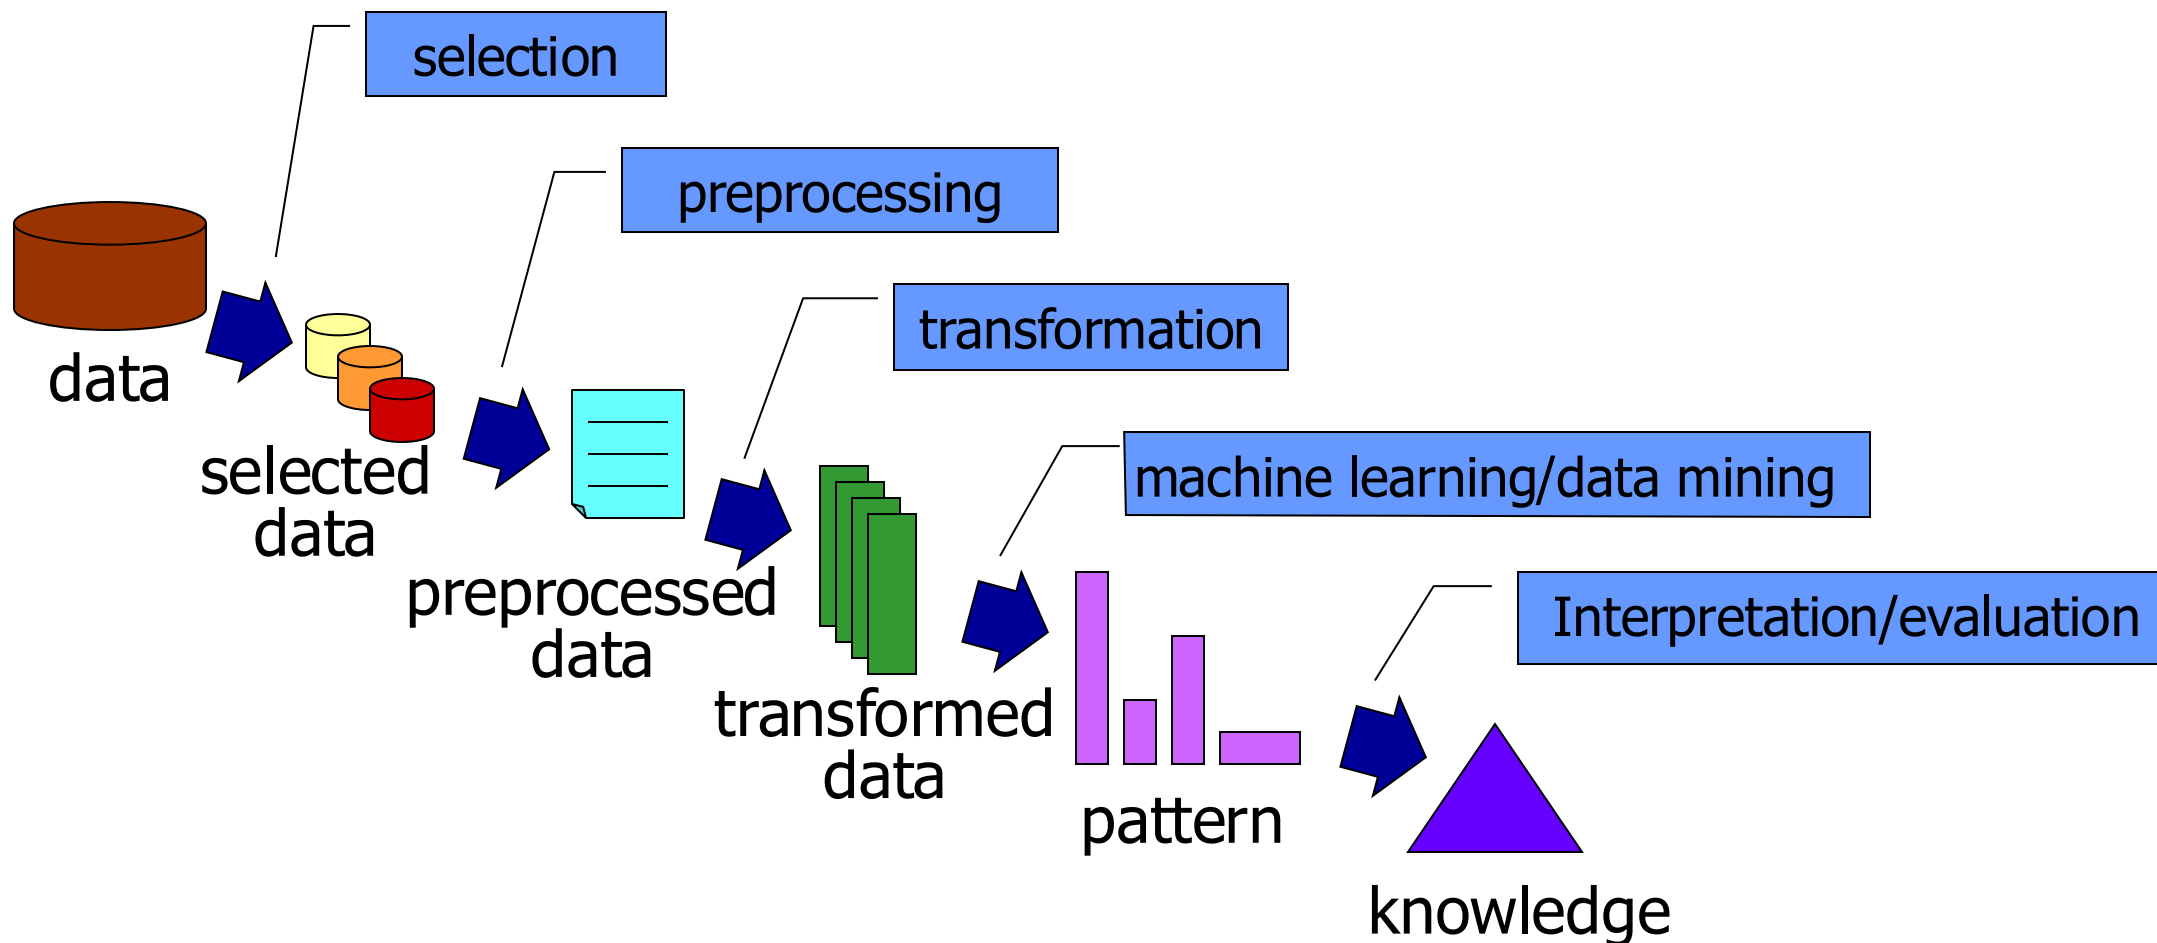 selection
preprocessing
transformation
data
machine learning/data mining
selected
data
preprocessed
data
Interpretation/evaluation
transformed
data
pattern
knowledge